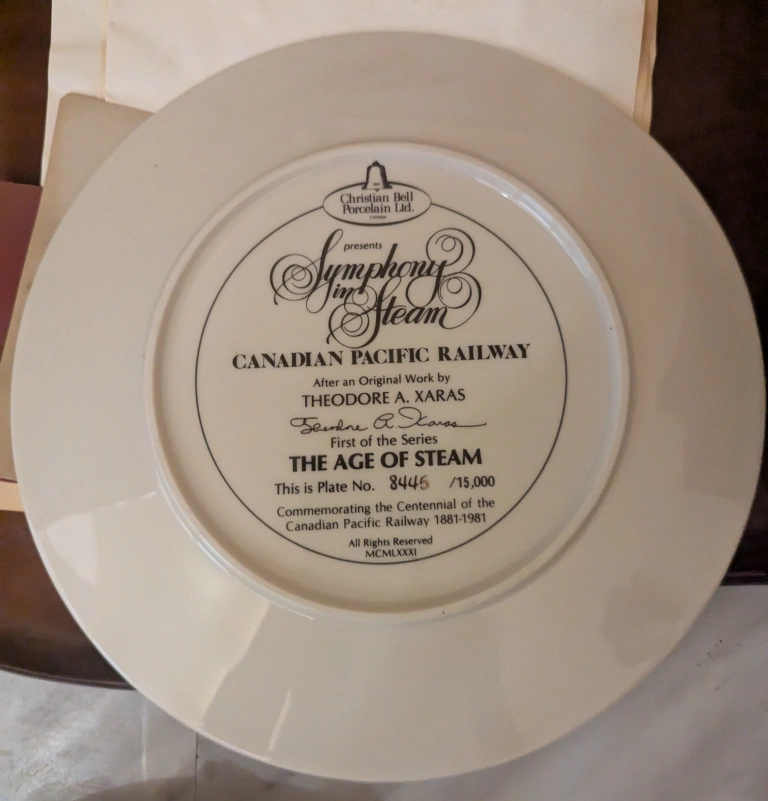 Christian Bell
Porcelain Ltd.
presents
Symphony
in
Steam
CANADIAN PACIFIC RAILWAY
After an Original Work by
THEODORE A. XARAS
Theodore A. Xaras
First of the Series
THE AGE OF STEAM
This is Plate No. 8446 /15,000
Commemorating the Centennial of the
Canadian Pacific Railway 1881-1981
All Rights Reserved
MCMLXXXI